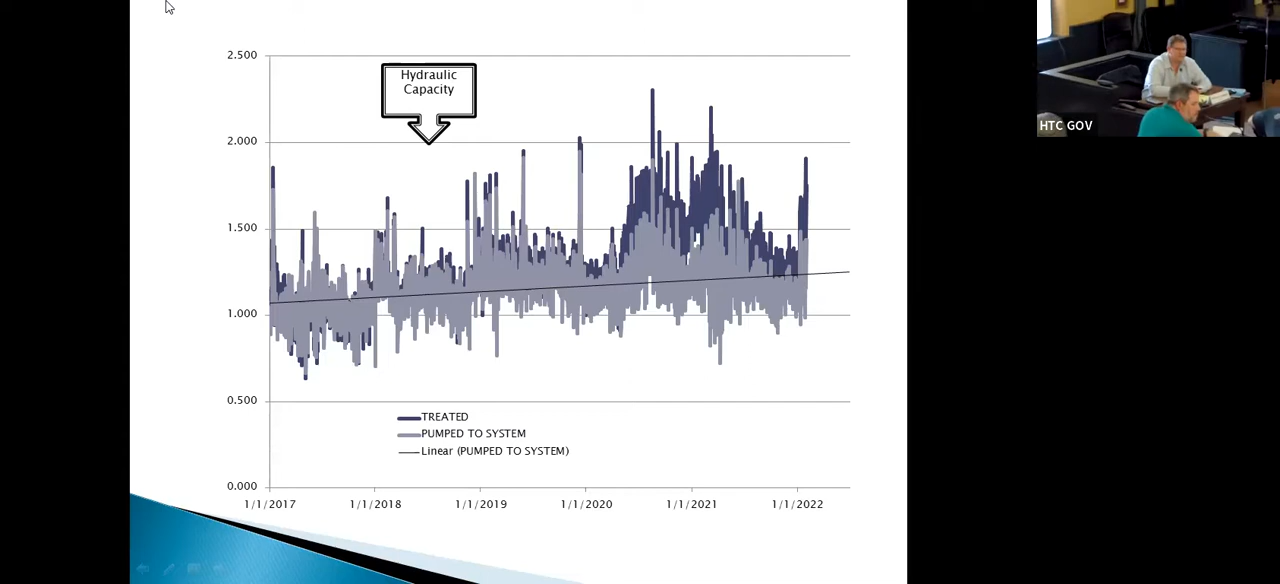 2.500
Hydraulic
Capacity
2.000
HTC GOV
1.500
1.000
0.500
TREATED
PUMPED TO SYSTEM
Linear (PUMPED TO SYSTEM)
0.000
1/1/2017 1/1/2018 1/1/2019 1/1/2020 1/1/2021 1/1/2022